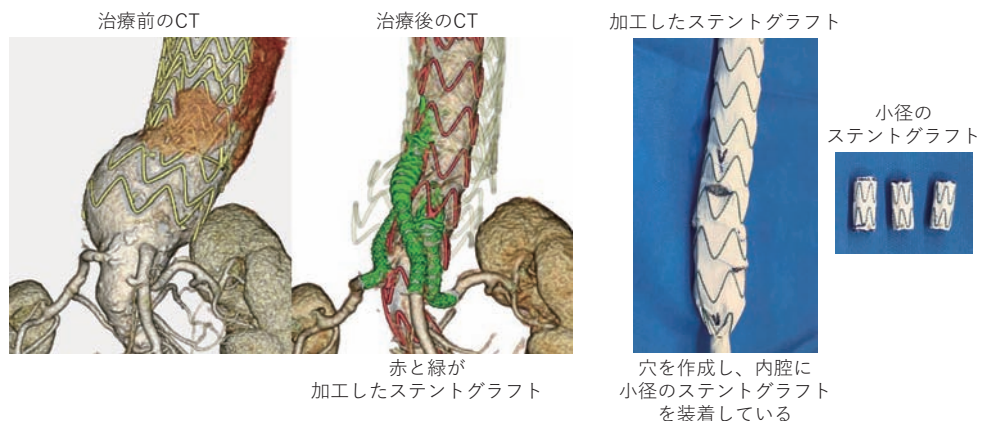 治療前のCT
治療後のCT
加工したステントグラフト
小径の
ステントグラフト
赤と緑が
加工したステントグラフト
穴を作成し、内腔に
小径のステントグラフト
を装着している